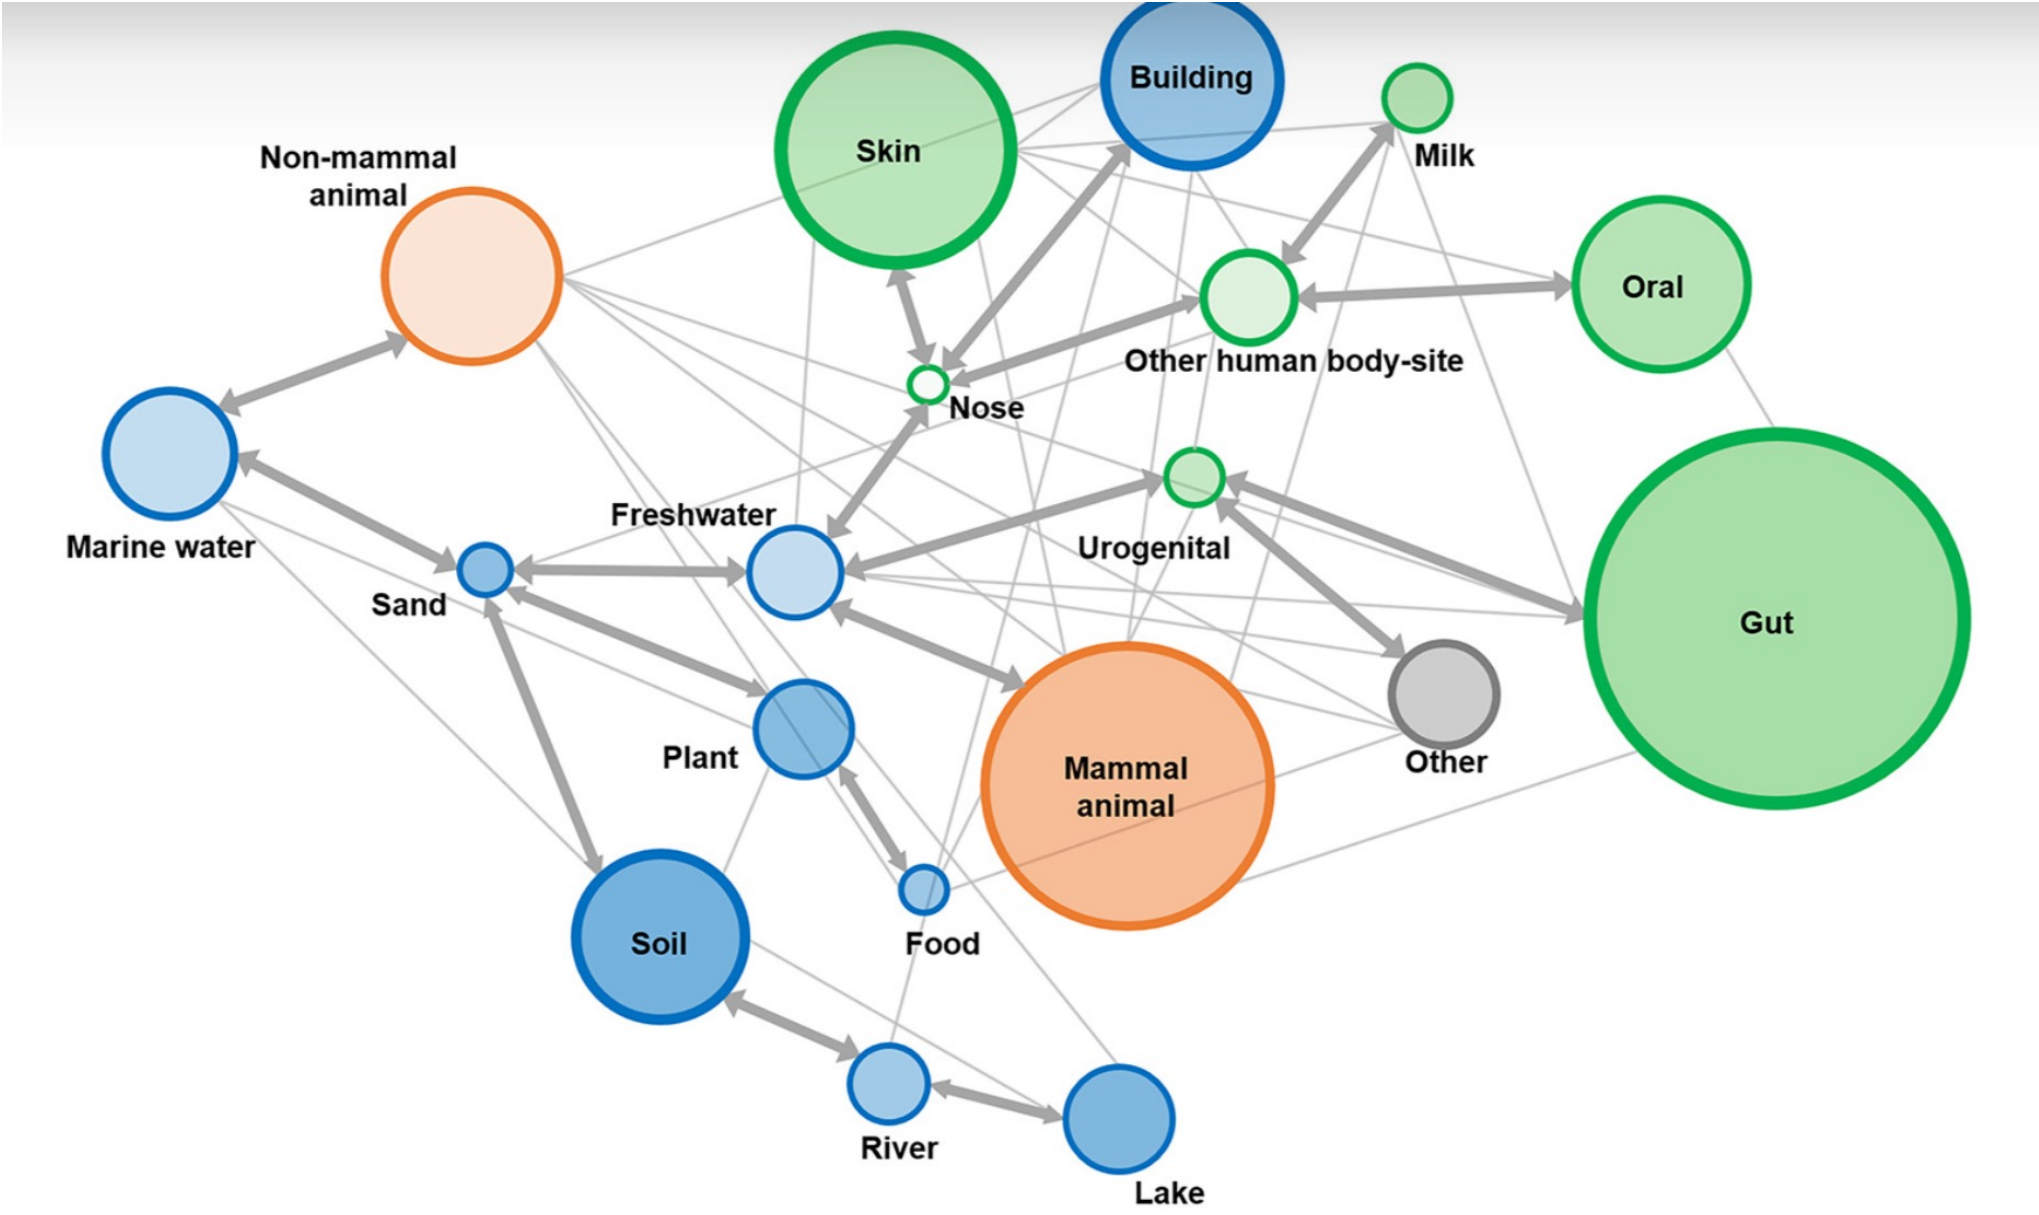 Building
Skin
Milk
Non-mammal
animal
Oral
Other human body-site
Nose
Freshwater
Marine water
Urogenital
Sand
Gut
Plant
Other
Mammal
animal
Soil
Food
River
Lake